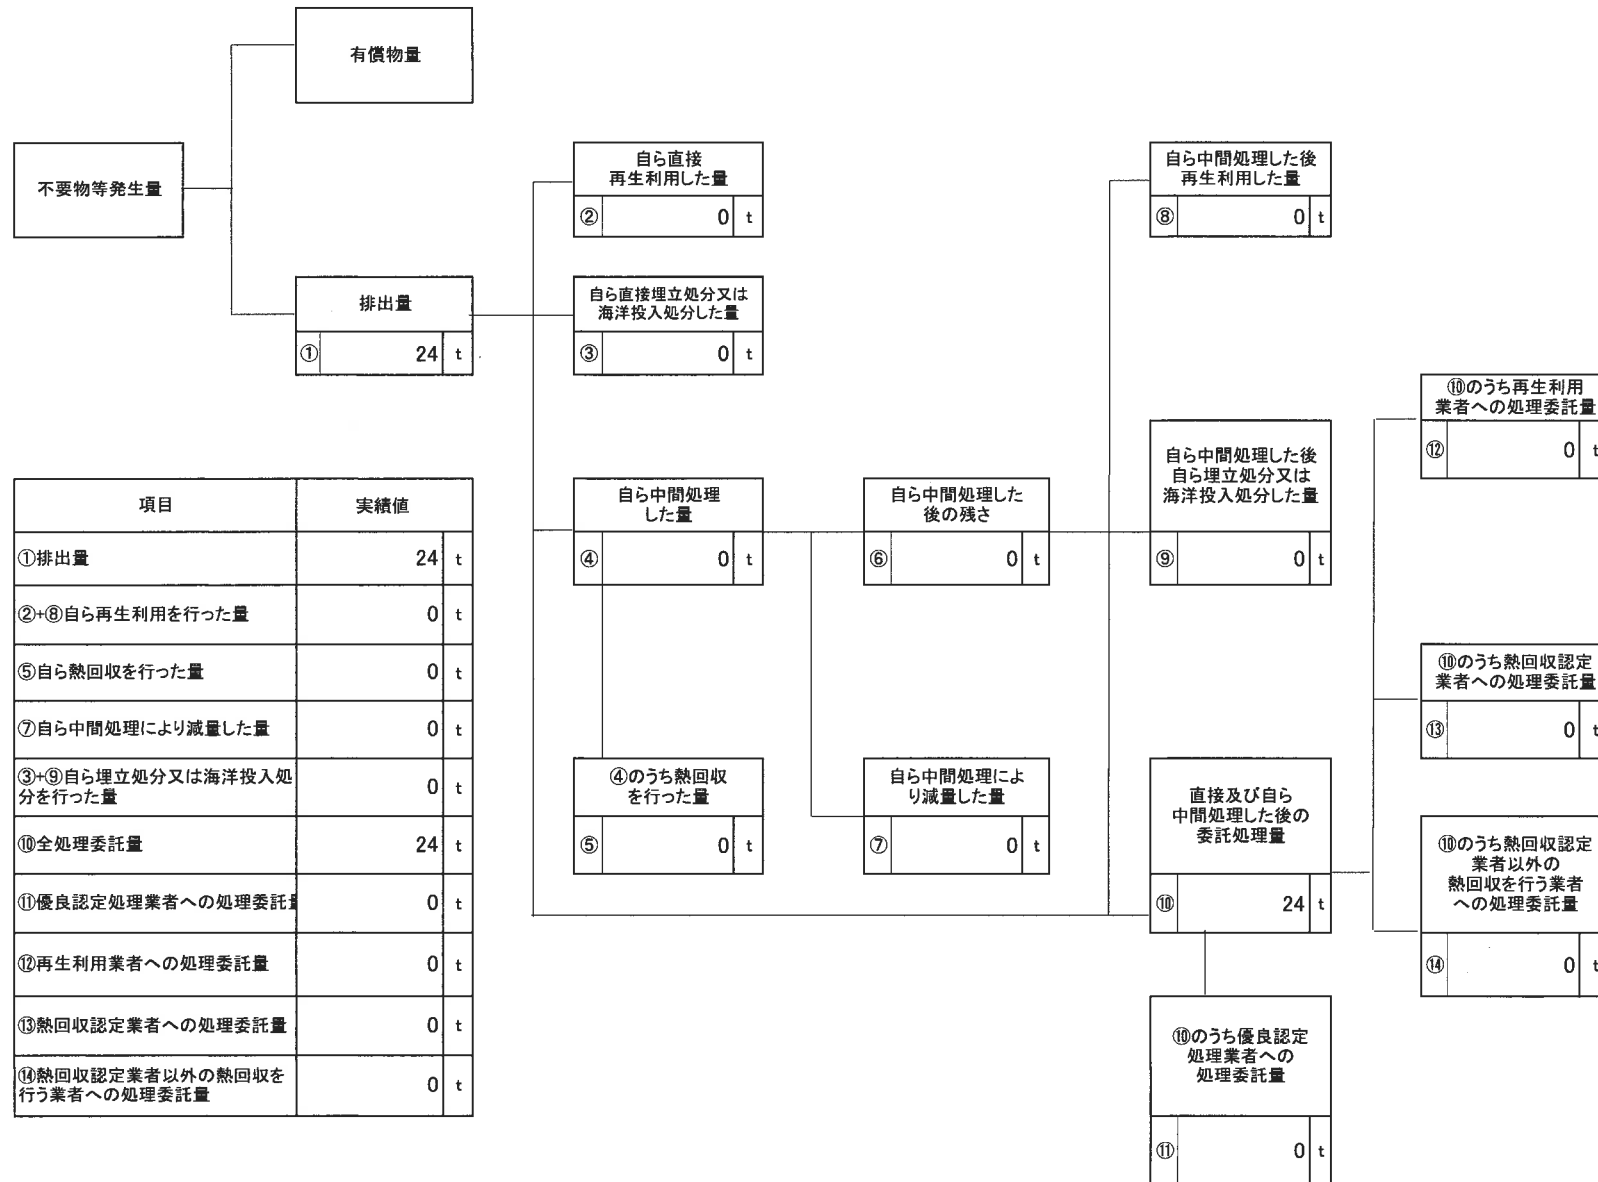 有償物量
不要物等発生量
排出量
① 24 t
自ら直接
再生利用した量
② 0 t
自ら直接埋立処分又は
海洋投入処分した量
③ 0 t
自ら中間処理
した量
④ 0 t
④のうち熱回収
を行った量
⑤ 0 t
自ら中間処理した
後の残さ
⑥ 0 t
自ら中間処理によ
り減量した量
⑦ 0 t
自ら中間処理した後
再生利用した量
⑧ 0 t
自ら中間処理した後
自ら埋立処分又は
海洋投入処分した量
⑨ 0 t
直接及び自ら
中間処理した後の
委託処理量
⑩ 24 t
⑩のうち優良認定
処理業者への
処理委託量
⑪ 0 t
⑩のうち再生利用
業者への処理委託量
⑫ 0 t
⑩のうち熱回収認定
業者への処理委託量
⑬ 0 t
⑩のうち熱回収認定
業者以外の
熱回収を行う業者
への処理委託量
⑭ 0 t
項目 実績値
①排出量 24 t
②+⑧自ら再生利用を行った量 0 t
⑤自ら熱回収を行った量 0 t
⑦自ら中間処理により減量した量 0 t
③+⑨自ら埋立処分又は海洋投入処
分を行った量 0 t
⑩全処理委託量 24 t
⑪優良認定処理業者への処理委託量 0 t
⑫再生利用業者への処理委託量 0 t
⑬熱回収認定業者への処理委託量 0 t
⑭熱回収認定業者以外の熱回収を
行う業者への処理委託量 0 t